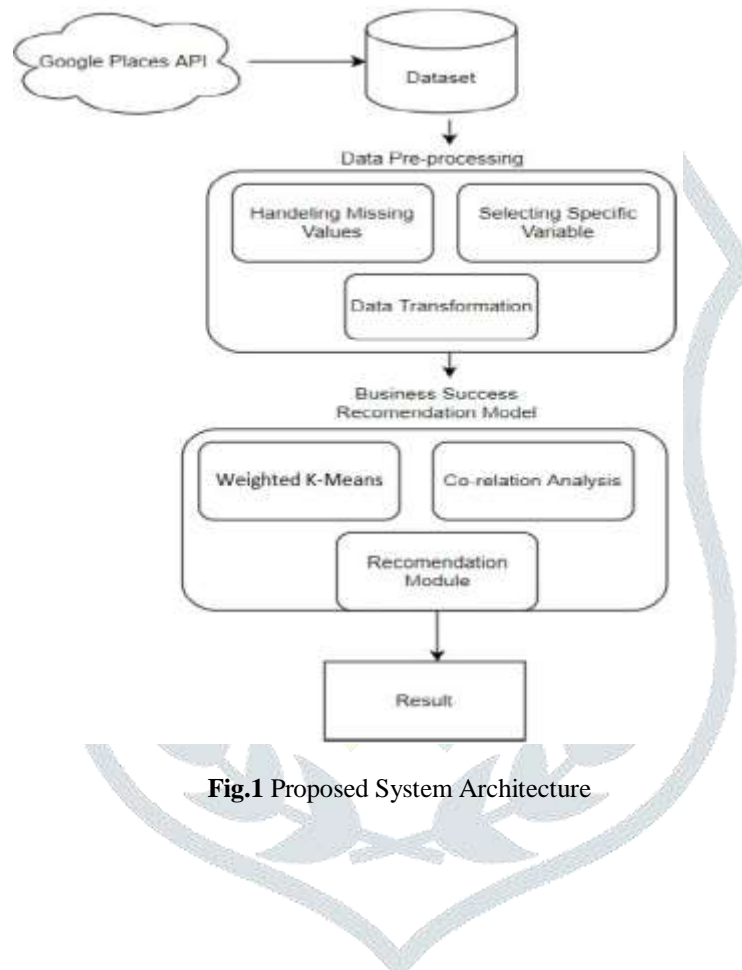 Google Places API
Dataset
Data Pre-processing
Handeling Missing
Values
Selecting Specific
Variable
Data Transformation
Business Success
Recomendation Model
Weighted K-Means
Co-relation Analysis
Recomendation
Module
Result
Fig.1 Proposed System Architecture